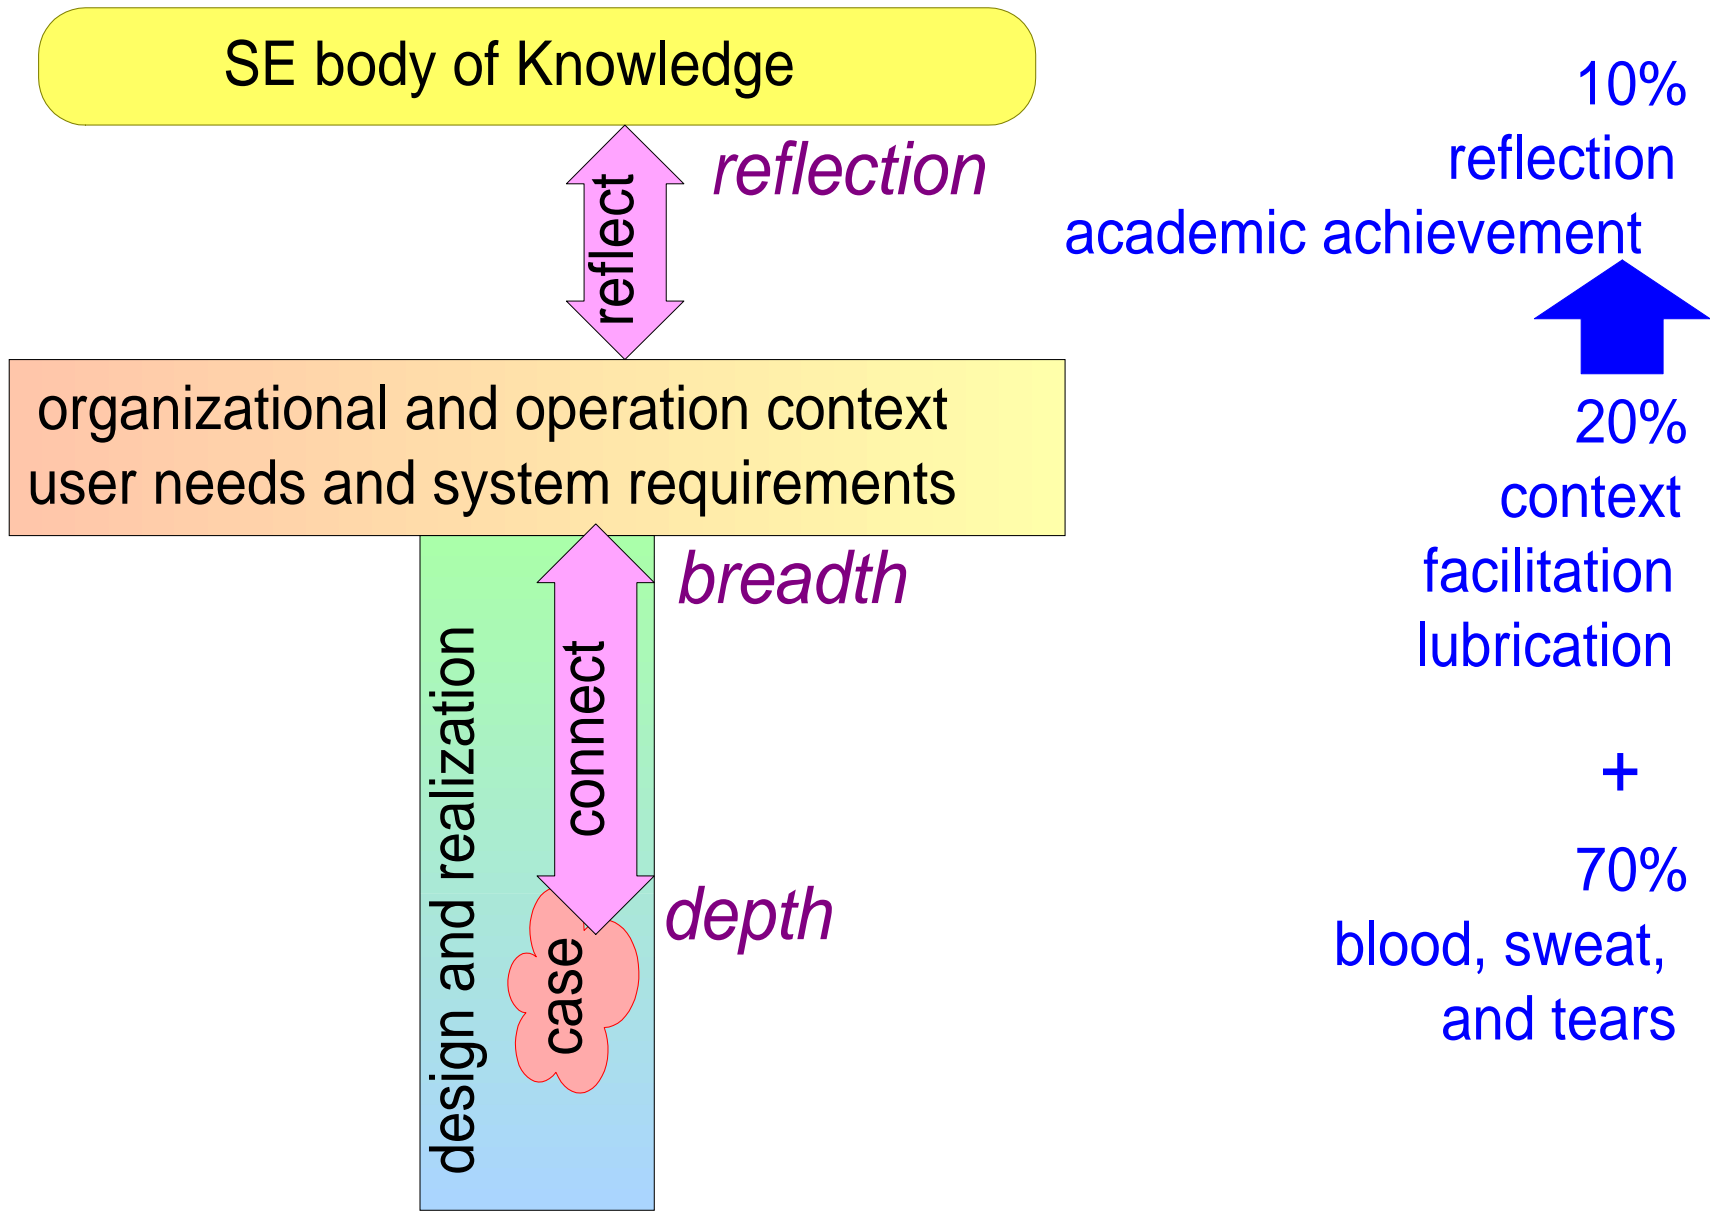 SE body of Knowledge
reflection
reflect
organizational and operation context
user needs and system requirements
breadth
connect
design and realization
depth
case
10%
reflection
academic achievement
20%
context
facilitation
lubrication
+
70%
blood, sweat,
and tears